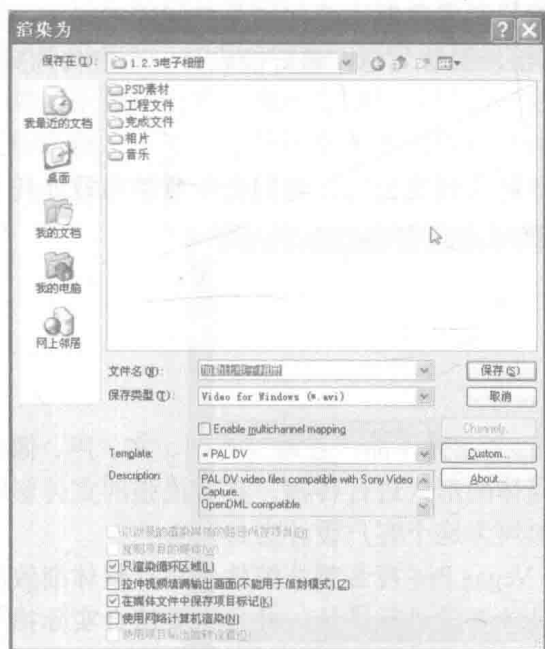 渲染为
保存在(I): 1.2.3电子相册
PSD素材
工程文件
完成文件
相片
音乐
我最近的文档
桌面
我的文档
我的电脑
网上邻居
文件名(N):
电子相册
保存(S)
保存类型(T): Video for Windows (*.avi)
取消
Enable multichannel mapping
Channels...
Template: = PAL DV
Custom...
Description: PAL DV video files compatible with Sony Video
Capture.
OpenDML compatible.
About...
只渲染循环区域(L)
拉伸视频填满输出画面(不能用于信封模式)(Z)
在媒体文件中保存项目标记(K)
使用网络计算机渲染(N)